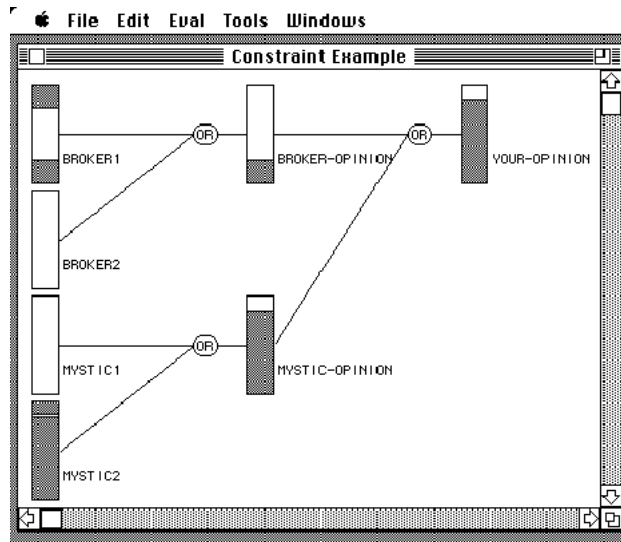 File Edit Eval Tools Windows
Constraint Example
OR
OR
BROKER1
BROKER-OPINION
YOUR-OPINION
BROKER2
OR
MYSTIC1
MYSTIC-OPINION
MYSTIC2